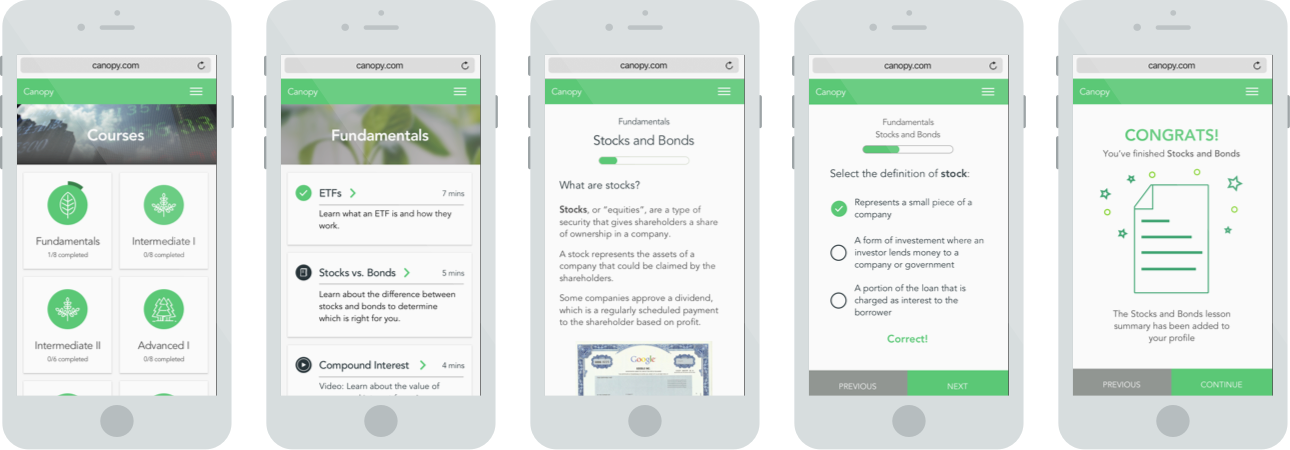 canopy.com
Canopy
Courses
Fundamentals
1/8 completed
Intermediate I
0/8 completed
Intermediate II
0/6 completed
Advanced I
0/8 completed
canopy.com
Canopy
Fundamentals
ETFs
7 mins
Learn what an ETF is and how they
work.
Stocks vs. Bonds
5 mins
Learn about the difference between
stocks and bonds to determine
which is right for you.
Compound Interest
4 mins
Video: Learn about the value of
canopy.com
Canopy
Fundamentals
Stocks and Bonds
What are stocks?
Stocks, or “equities”, are a type of
security that gives shareholders a share
of ownership in a company.
A stock represents the assets of a
company that could be claimed by the
shareholders.
Some companies approve a dividend,
which is a regularly scheduled payment
to the shareholder based on profit.
Google
canopy.com
Canopy
Fundamentals
Stocks and Bonds
Select the definition of stock:
Represents a small piece of a
company
A form of investement where an
investor lends money to a
company or government
A portion of the loan that is
charged as interest to the
borrower
Correct!
PREVIOUS
NEXT
canopy.com
Canopy
CONGRATS!
You've finished Stocks and Bonds
The Stocks and Bonds lesson
summary has been added to
your profile
PREVIOUS
CONTINUE